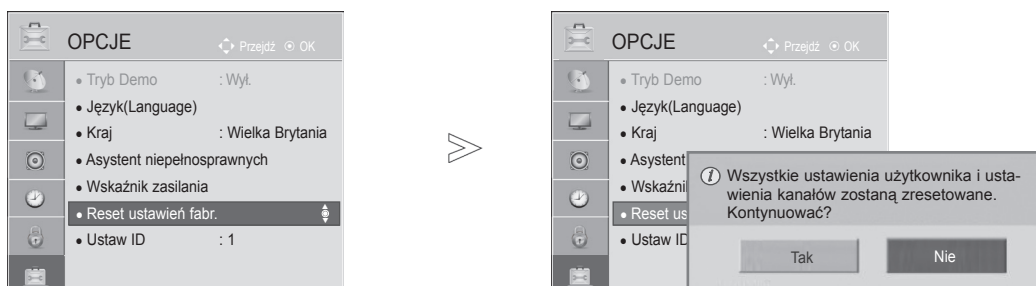 OPCJE
Przejdź OK
• Tryb Demo : Wył.
• Język(Language)
• Kraj : Wielka Brytania
• Asystent niepełnosprawnych
• Wskaźnik zasilania
• Reset ustawień fabr.
• Ustaw ID : 1
OPCJE
Przejdź OK
• Tryb Demo : Wył.
• Język(Language)
• Kraj : Wielka Brytania
• Asystent
• Wskaźni
• Reset us
• Ustaw ID
Wszystkie ustawienia użytkownika i usta-
wienia kanałów zostaną zresetowane.
Kontynuować?
Tak Nie